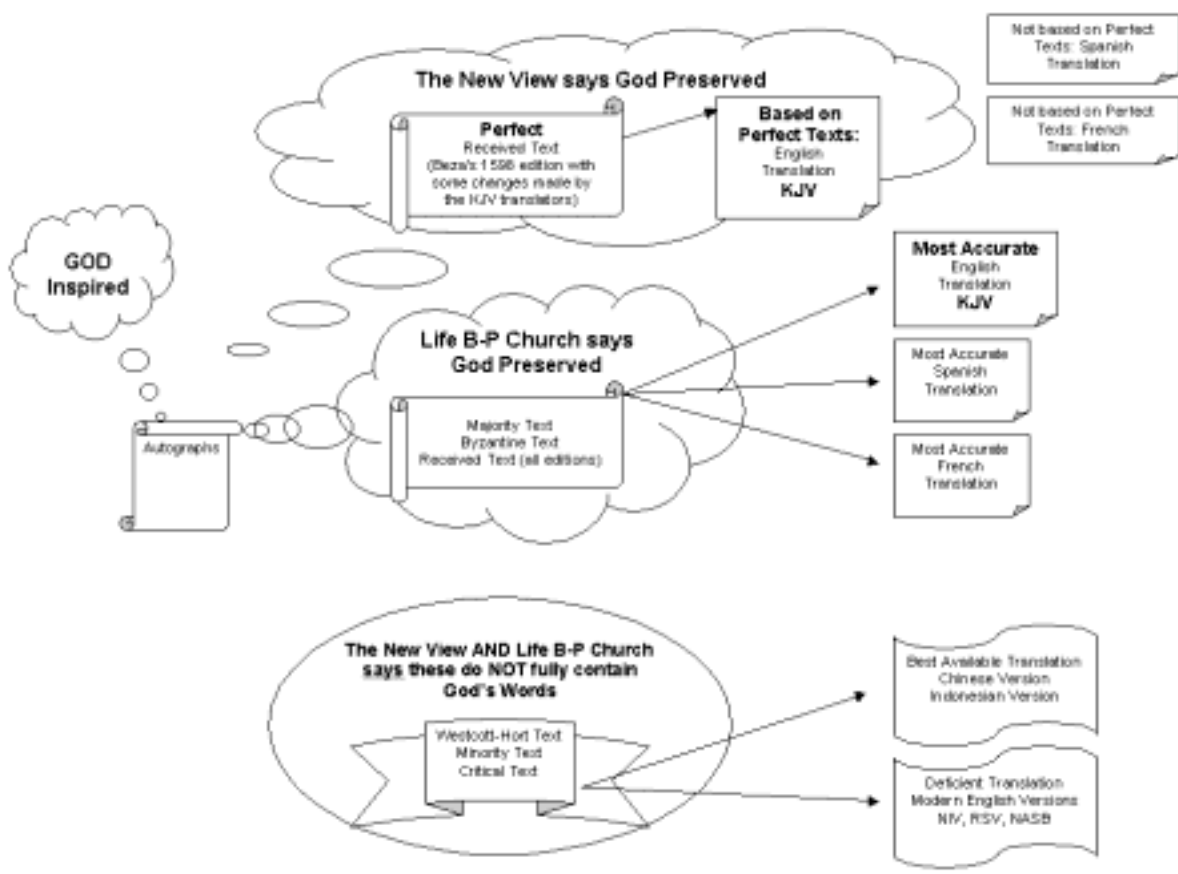 The New View says God Preserved
Perfect
Received Text
(Beza's 1598 edition with
some changes made by
the KJV translators)
Based on
Perfect Texts:
English
Translation
KJV
Not based on Perfect
Texts: Spanish
Translation
Not based on Perfect
Texts: French
Translation
GOD
Inspired
Autographs
Life B-P Church says
God Preserved
Majority Text
Byzantine Text
Received Text (all editions)
Most Accurate
English
Translation
KJV
Most Accurate
Spanish
Translation
Most Accurate
French
Translation
The New View AND Life B-P Church
says these do NOT fully contain
God's Words
Westcott-Hort Text
Minority Text
Critical Text
Best Available Translation
Chinese Version
Indonesian Version
Deficient Translation
Modern English Versions
NIV, RSV, NASB